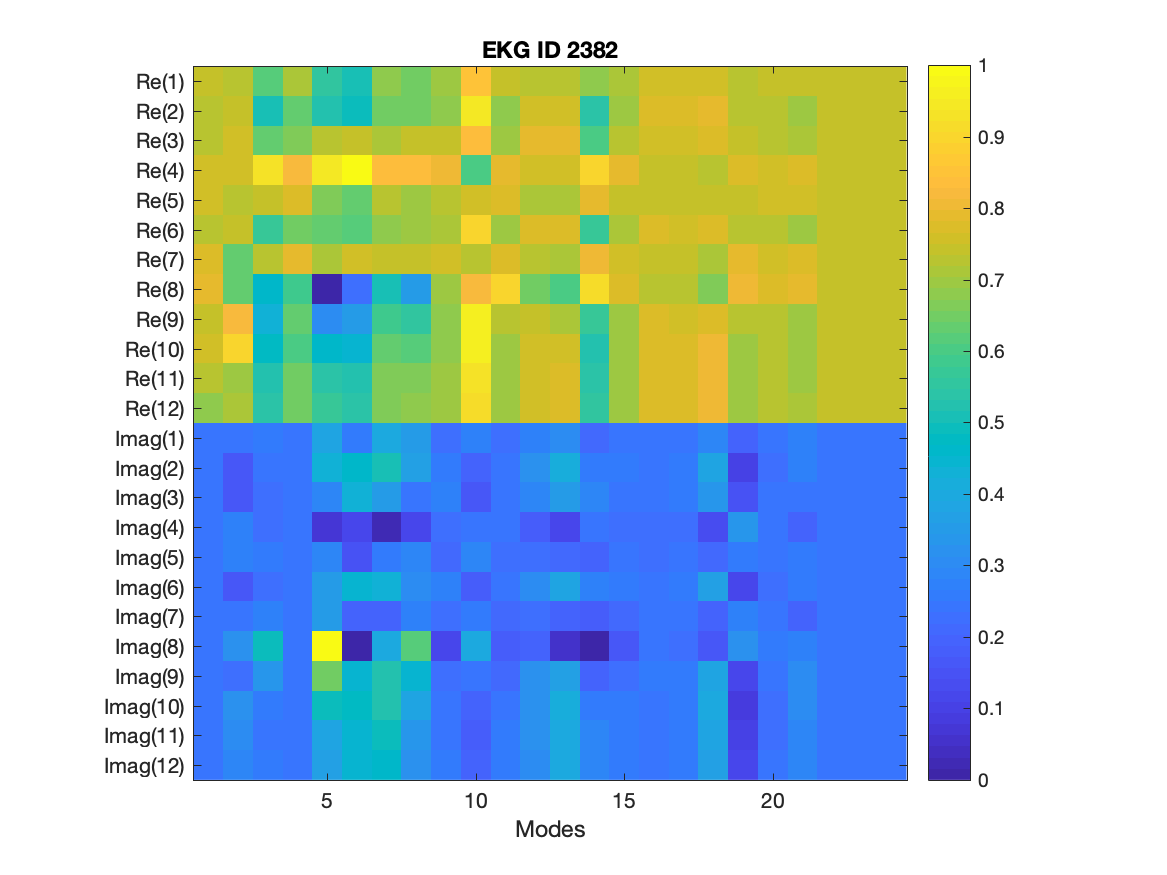 EKG ID 2382
Re(1)
Re(2)
Re(3)
Re(4)
Re(5)
Re(6)
Re(7)
Re(8)
Re(9)
Re(10)
Re(11)
Re(12)
Imag(1)
Imag(2)
Imag(3)
Imag(4)
Imag(5)
Imag(6)
Imag(7)
Imag(8)
Imag(9)
Imag(10)
Imag(11)
Imag(12)
5 10 15 20
Modes
1
0.9
0.8
0.7
0.6
0.5
0.4
0.3
0.2
0.1
0